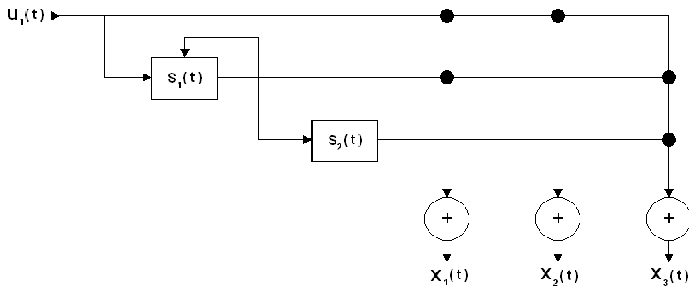 U₁(t)
S₁(t)
S₂(t)
+ + +
X₁(t) X₂(t) X₃(t)